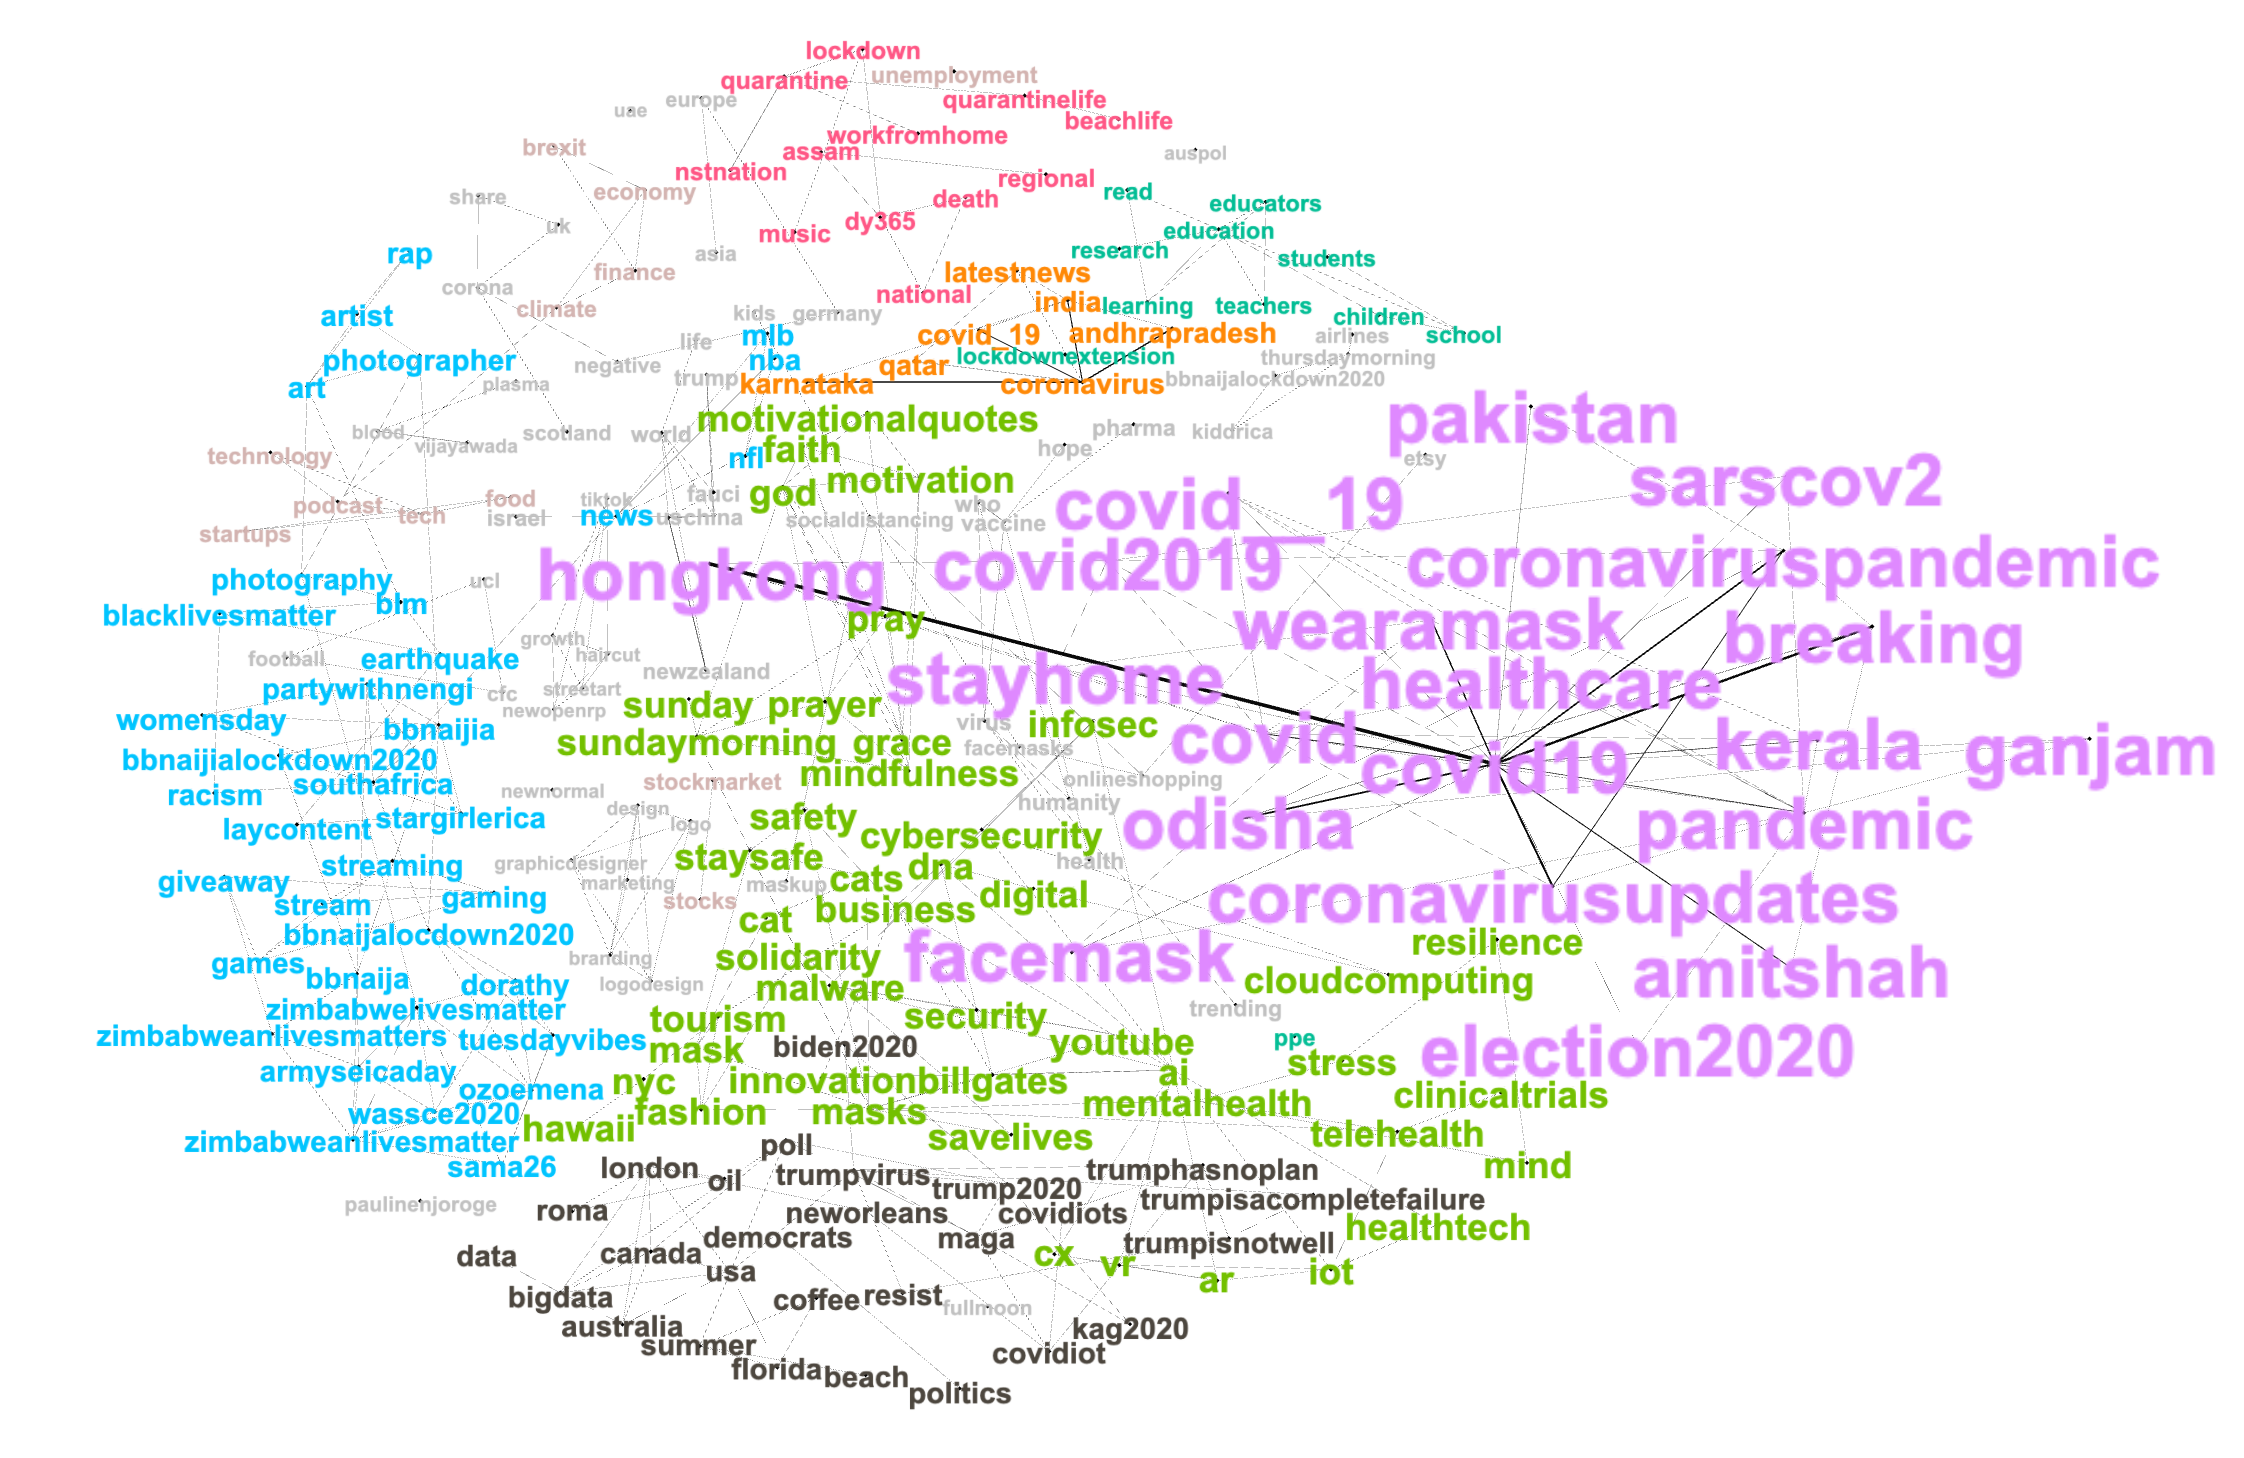 lockdown
quarantine
unemployment
quarantinelife
europe
uae
beachlife
workfromhome
brexit
assam
auspol
nstnation
regional
economy
read
share
death
educators
dy365
uk
music
education
research
rap
asia
students
finance
latestnews
corona
national
india
learning
teachers
climate
kids
germany
artist
children
mlb
covid_19
andhrapradesh
airlines
school
life
lockdownextension
thursdaymorning
photographer
nba
negative
qatar
trump
bbnaijalockdown2020
plasma
art
karnataka
coronavirus
motivationalquotes
pakistan
pharma
kiddrica
blood
scotland
world
vijayawada
faith
hope
technology
nfl
etsy
motivation
sarscov2
god
fauci
food
tiktok
podcast
covid__19
who
tech
israel
news
us
china
socialdistancing
vaccine
startups
covid2019
coronaviruspandemic
hongkong
photography
ucl
blm
blacklivesmatter
pray
wearamask
growth
breaking
haircut
football
earthquake
newzealand
stayhome
healthcare
partywithnengi
cfc
streetart
newopenrp
sunday
prayer
womensday
virus
infosec
bbnaijia
sundaymorning
grace
facemasks
covid
kerala
ganjam
bbnaijialockdown2020
covid19
mindfulness
onlineshopping
southafrica
stockmarket
racism
newnormal
humanity
design
safety
stargirlerica
logo
laycontent
cybersecurity
odisha
pandemic
staysafe
graphicdesigner
health
streaming
dna
cats
marketing
maskup
giveaway
digital
gaming
stocks
coronavirusupdates
stream
business
cat
bbnaijalocdown2020
resilience
solidarity
branding
facemask
games
bbnaija
cloudcomputing
amitshah
dorathy
logodesign
malware
zimbabwelivesmatter
trending
security
tourism
zimbabweanlivesmatters
tuesdayvibes
ppe
biden2020
youtube
mask
election2020
stress
armyseicaday
ai
nyc
innovation
billgates
ozoemena
clinicaltrials
mentalhealth
wassce2020
fashion
masks
hawaii
savelives
telehealth
zimbabweanlivesmatter
poll
sama26
london
trumphasnoplan
mind
trumpvirus
oil
trump2020
trumpisacompletefailure
paulinenjoroge
roma
neworleans
covidiots
healthtech
democrats
maga
trumpisnotwell
data
canada
cx
vr
usa
ar
iot
bigdata
coffee
resist
fullmoon
australia
kag2020
summer
covidiot
florida
beach
politics